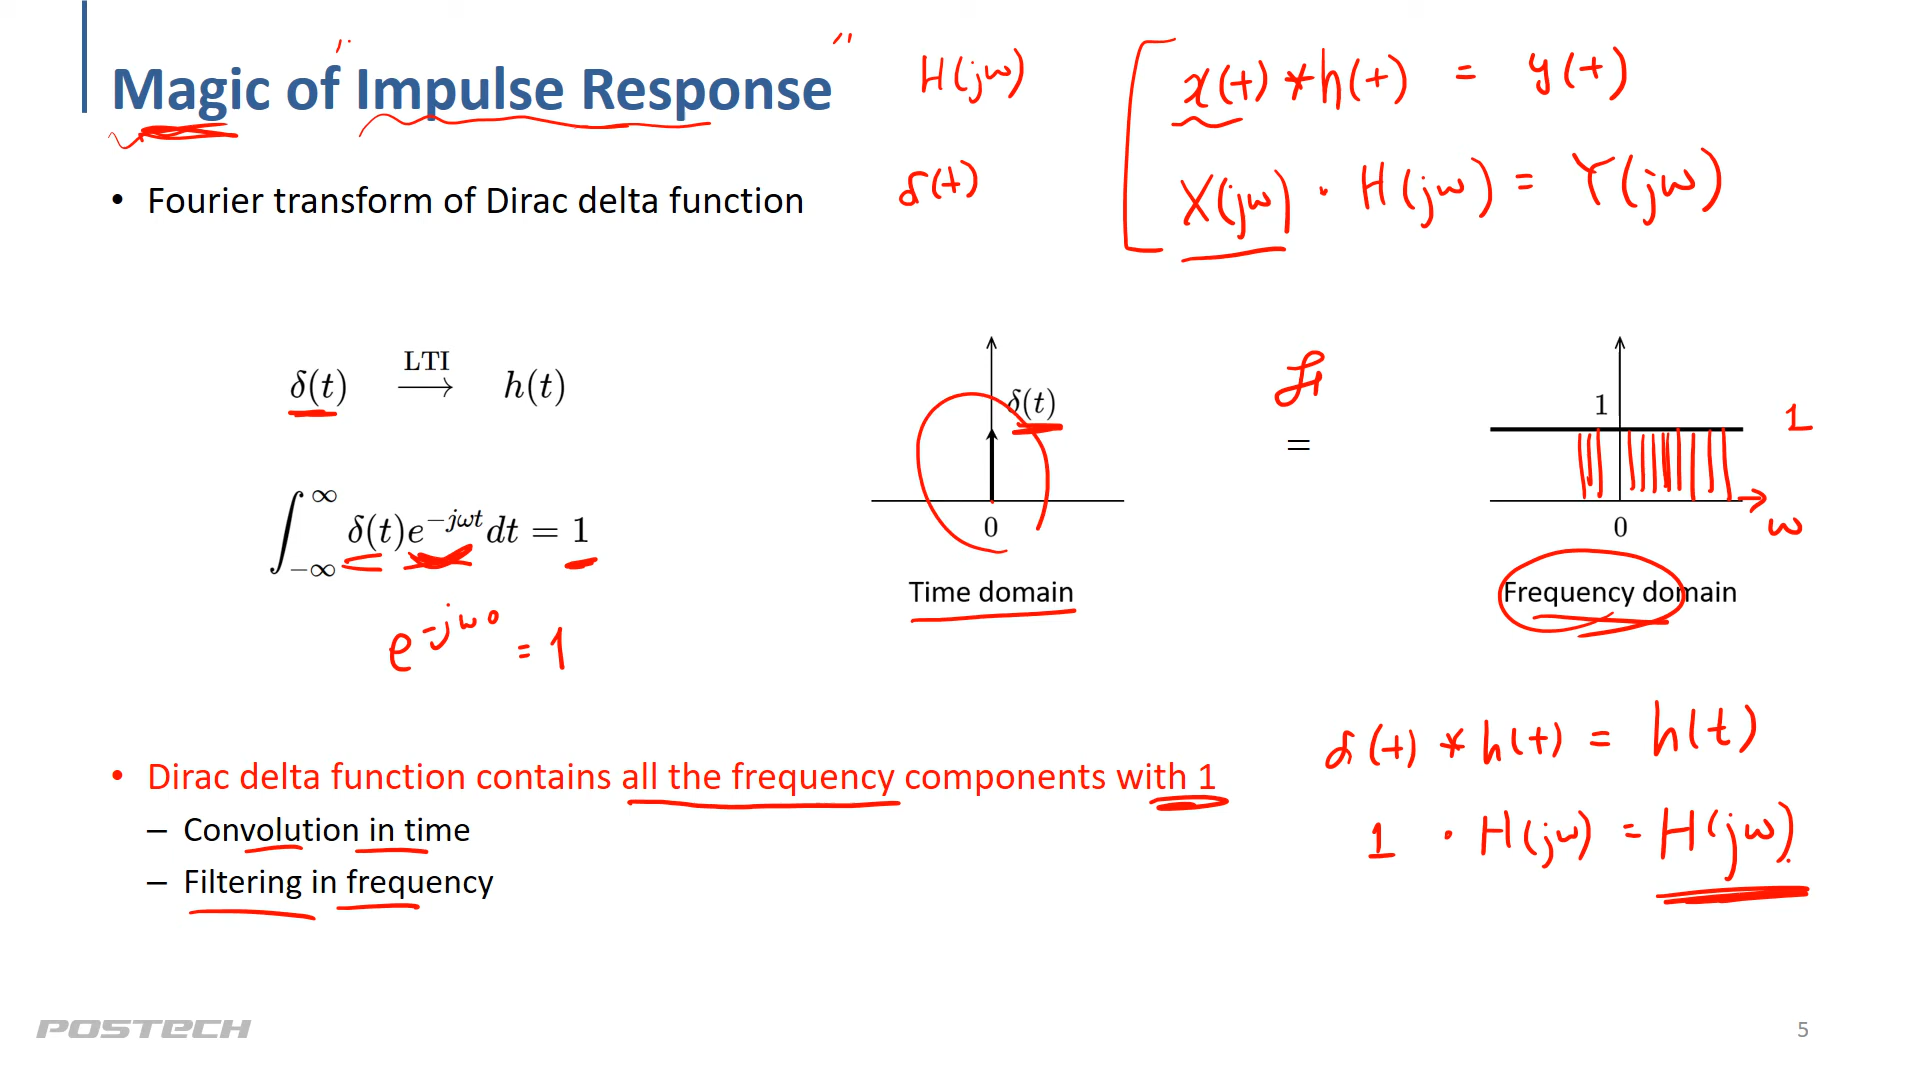 Magic of Impulse Response
H(jω)
x(t) * h(t) = y(t)
δ(t)
X(jω) · H(jω) = Y(jω)
• Fourier transform of Dirac delta function
δ(t) LTI → h(t)
δ(t)
ℱ
=
1
1
0
0
ω
∫_{-∞}^{∞} δ(t)e^{-jωt}dt = 1
Time domain
Frequency domain
e^{-jω0} = 1
δ(t) * h(t) = h(t)
• Dirac delta function contains all the frequency components with 1
1 · H(jω) = H(jω)
– Convolution in time
– Filtering in frequency
POSTECH
5